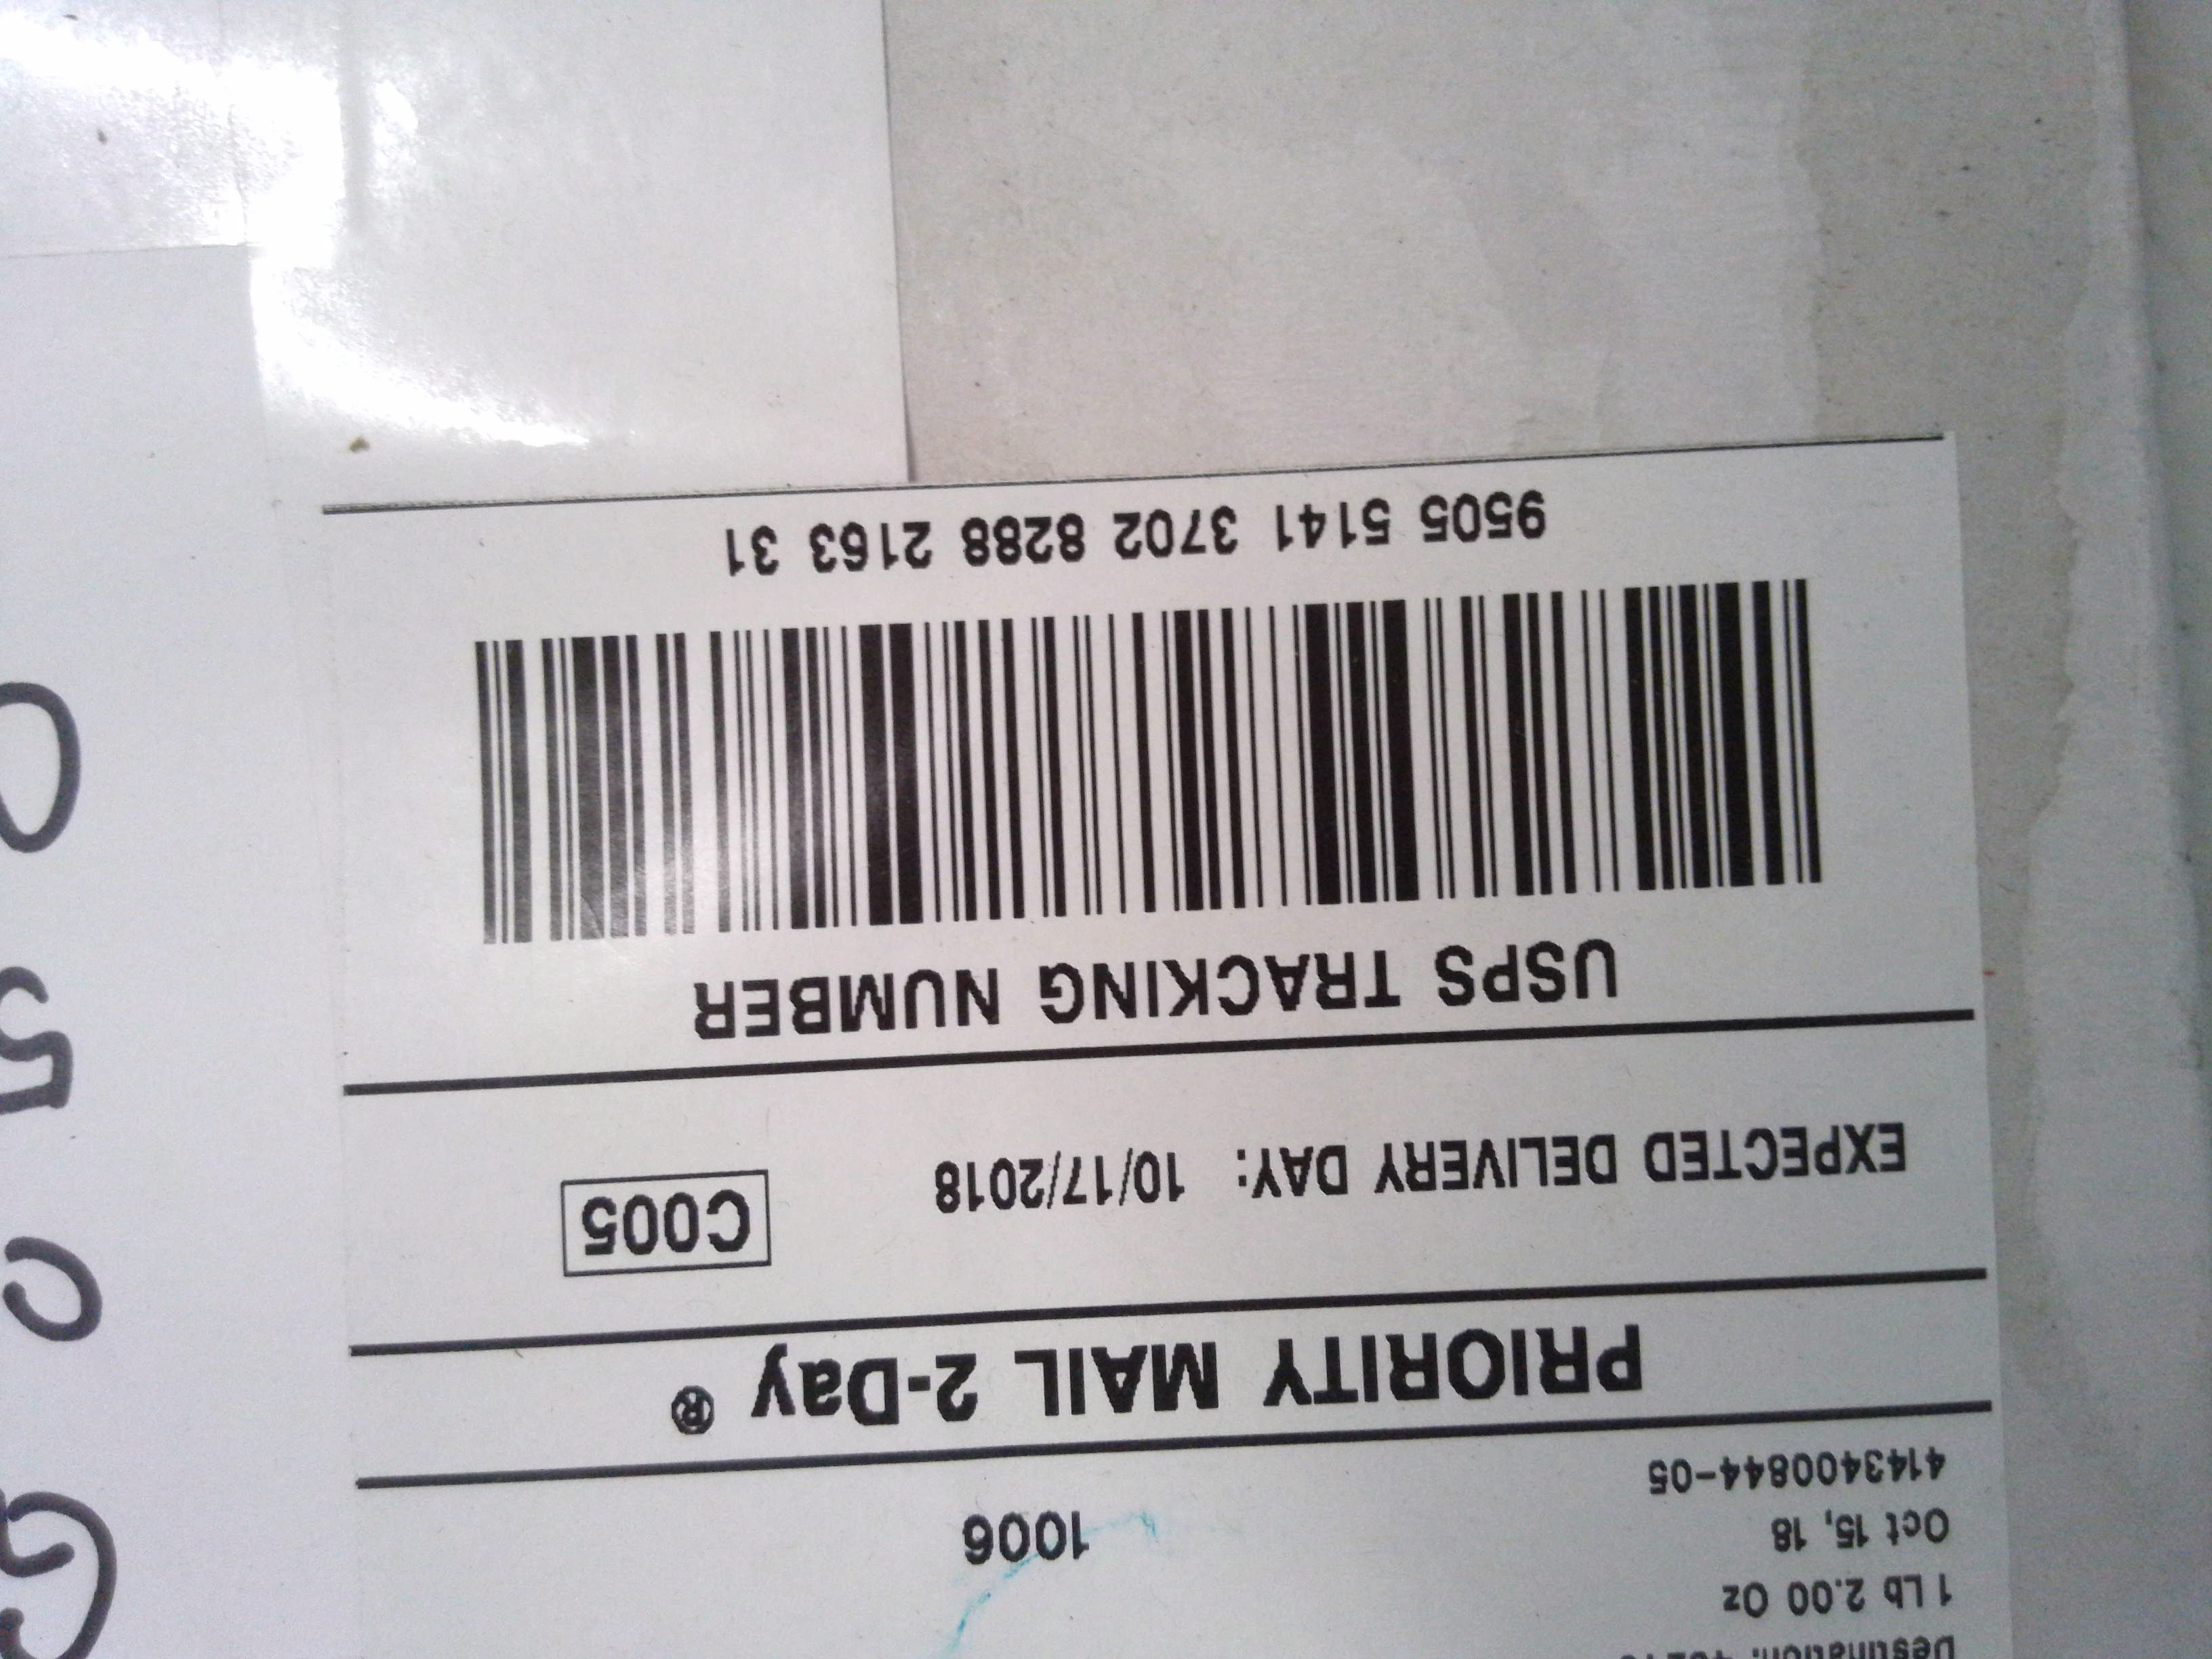 Destination:
1 Lb 2.00 Oz
Oct 15, 18
1006
4143400844-05
PRIORITY MAIL 2-Day ®
EXPECTED DELIVERY DAY: 10/17/2018
C005
USPS TRACKING NUMBER
9505 5141 3702 8288 2163 31